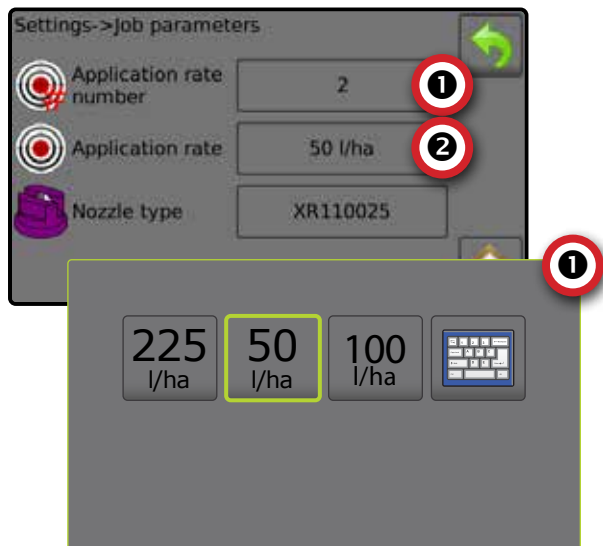 Settings->Job parameters
Application rate
number
2
1
Application rate
50 l/ha
2
Nozzle type
XR110025
1
225
l/ha
50
l/ha
100
l/ha